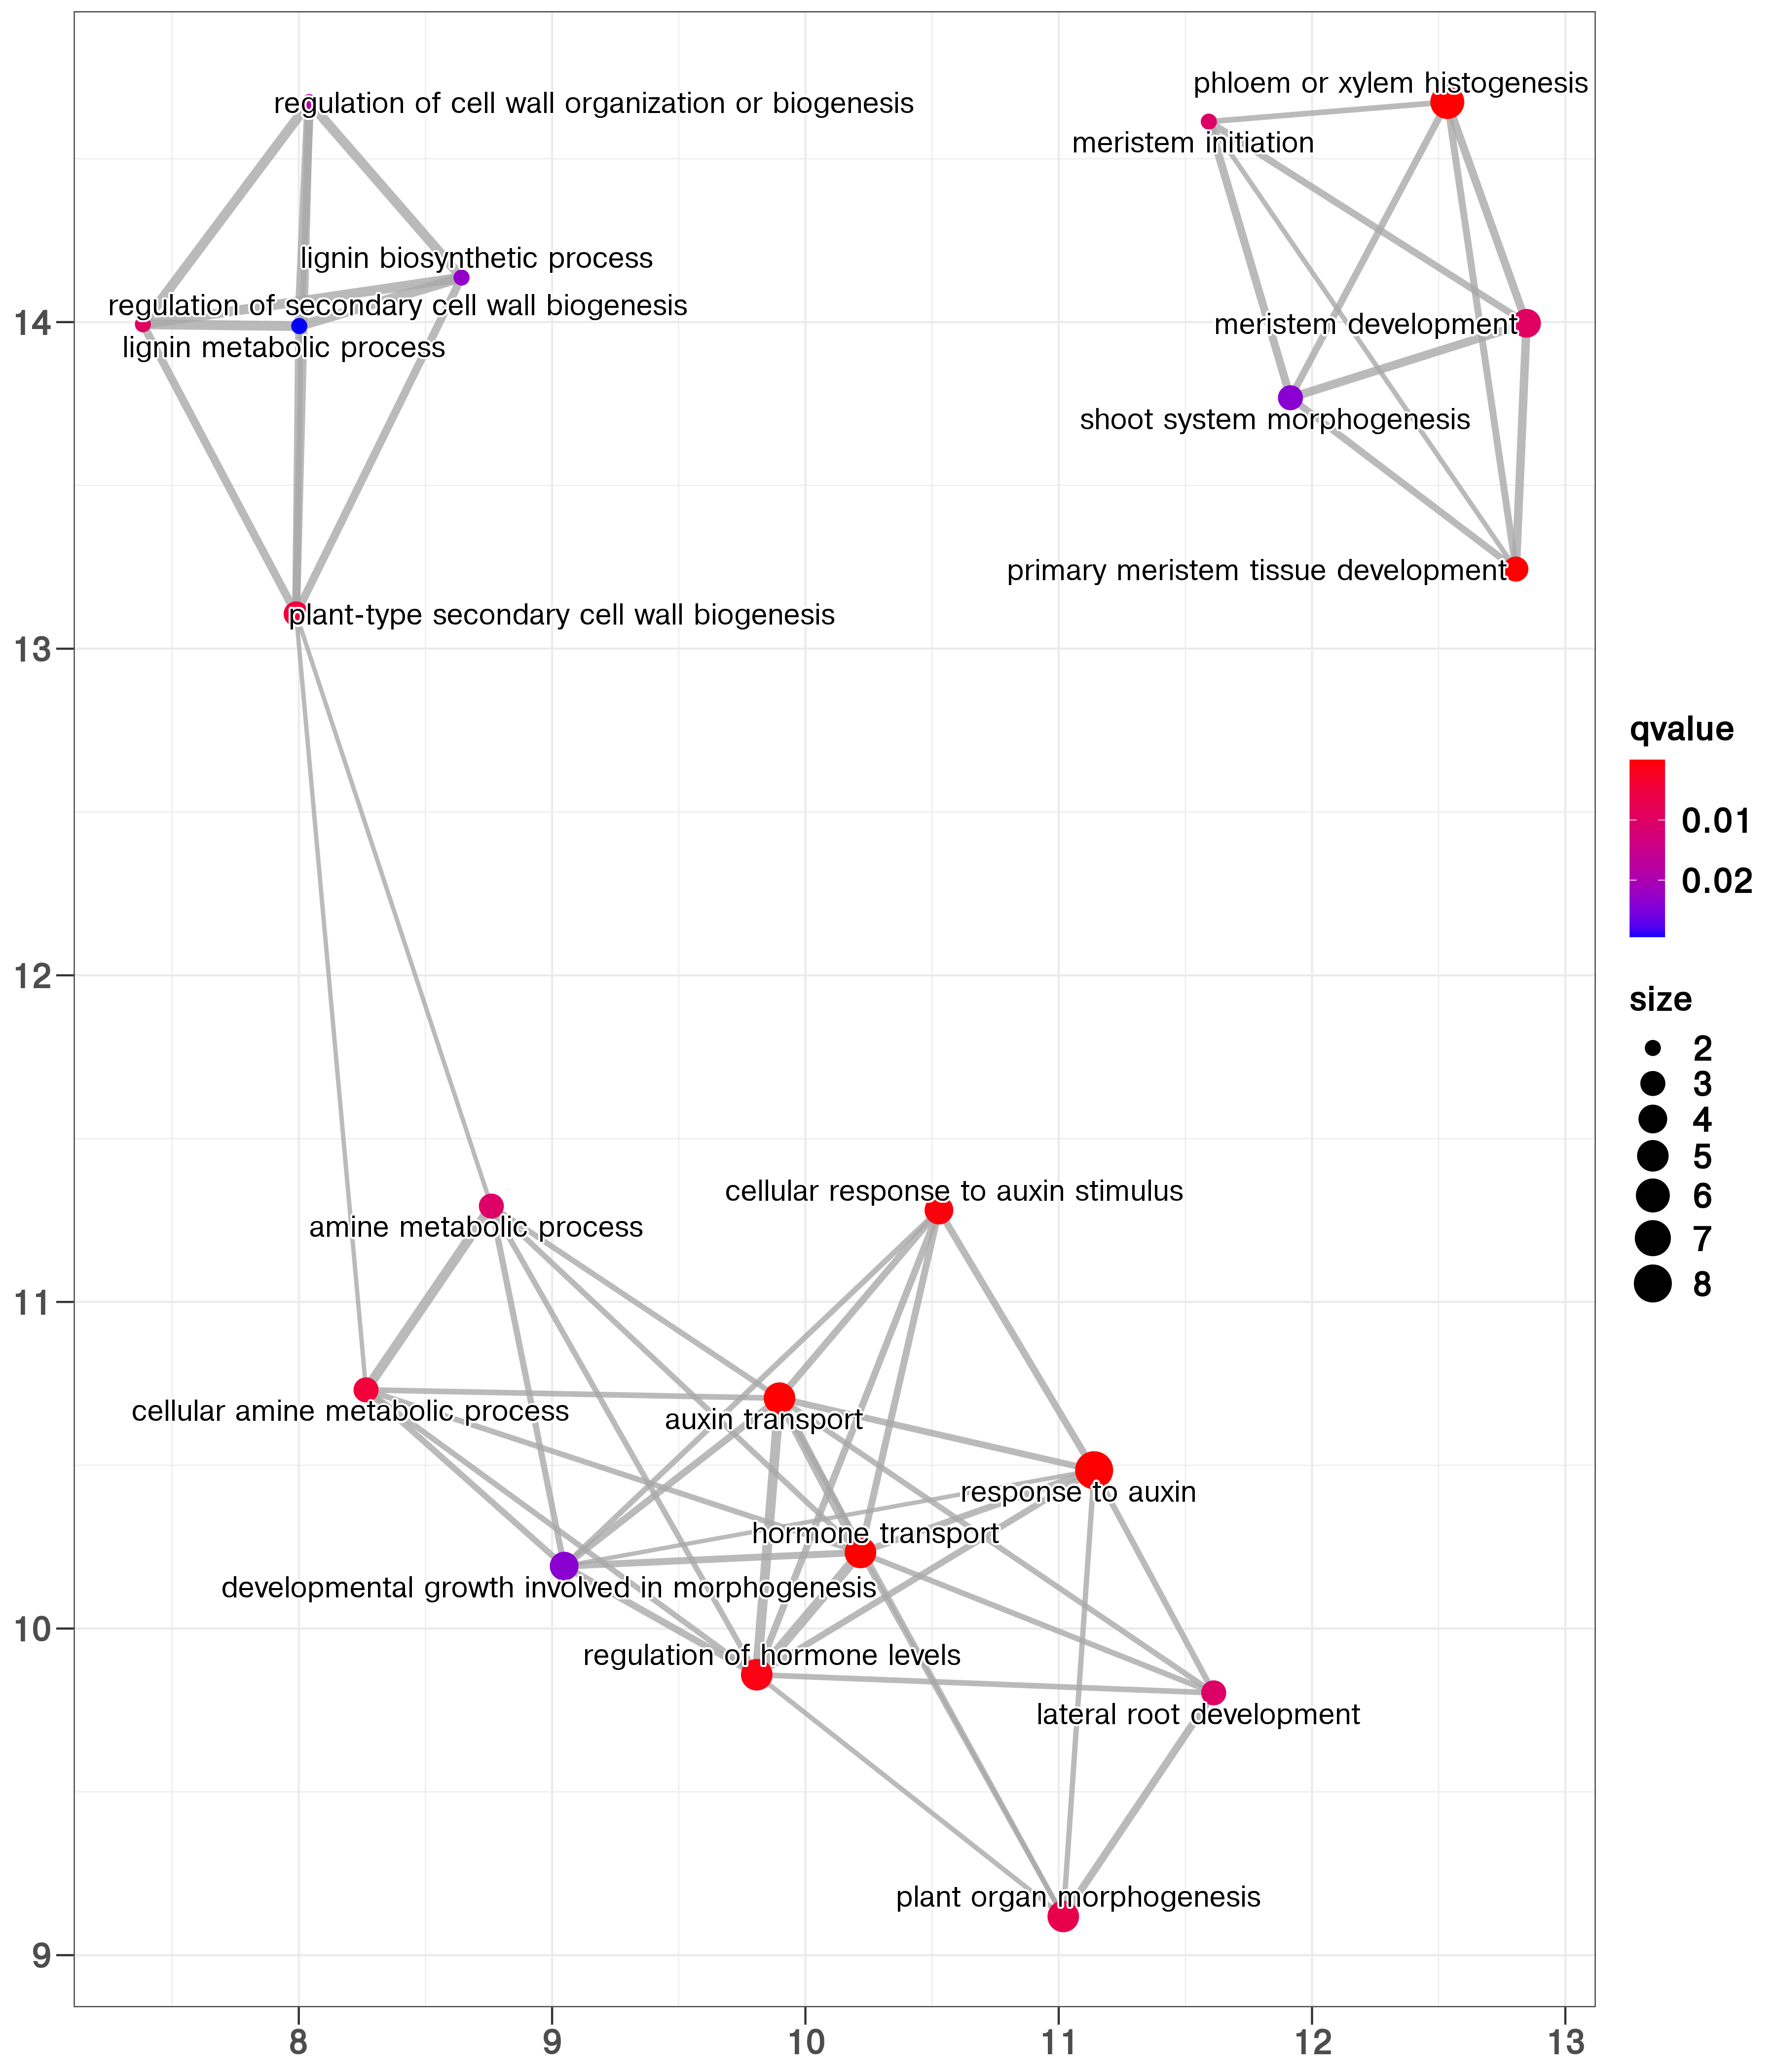 phloem or xylem histogenesis
regulation of cell wall organization or biogenesis
meristem initiation
lignin biosynthetic process
regulation of secondary cell wall biogenesis
14
meristem development
lignin metabolic process
shoot system morphogenesis
primary meristem tissue development
plant-type secondary cell wall biogenesis
13
qvalue
0.01
0.02
12
size
2
3
4
5
6
7
8
cellular response to auxin stimulus
amine metabolic process
11
cellular amine metabolic process
auxin transport
response to auxin
hormone transport
developmental growth involved in morphogenesis
10
regulation of hormone levels
lateral root development
plant organ morphogenesis
9
8 9 10 11 12 13